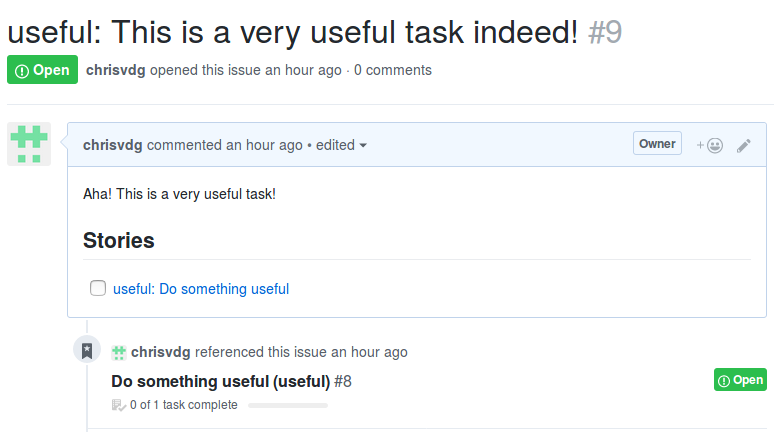 useful: This is a very useful task indeed! #9
Open chrisvdg opened this issue an hour ago · 0 comments
chrisvdg commented an hour ago • edited Owner
Aha! This is a very useful task!
Stories
useful: Do something useful
chrisvdg referenced this issue an hour ago
Do something useful (useful) #8 Open
0 of 1 task complete